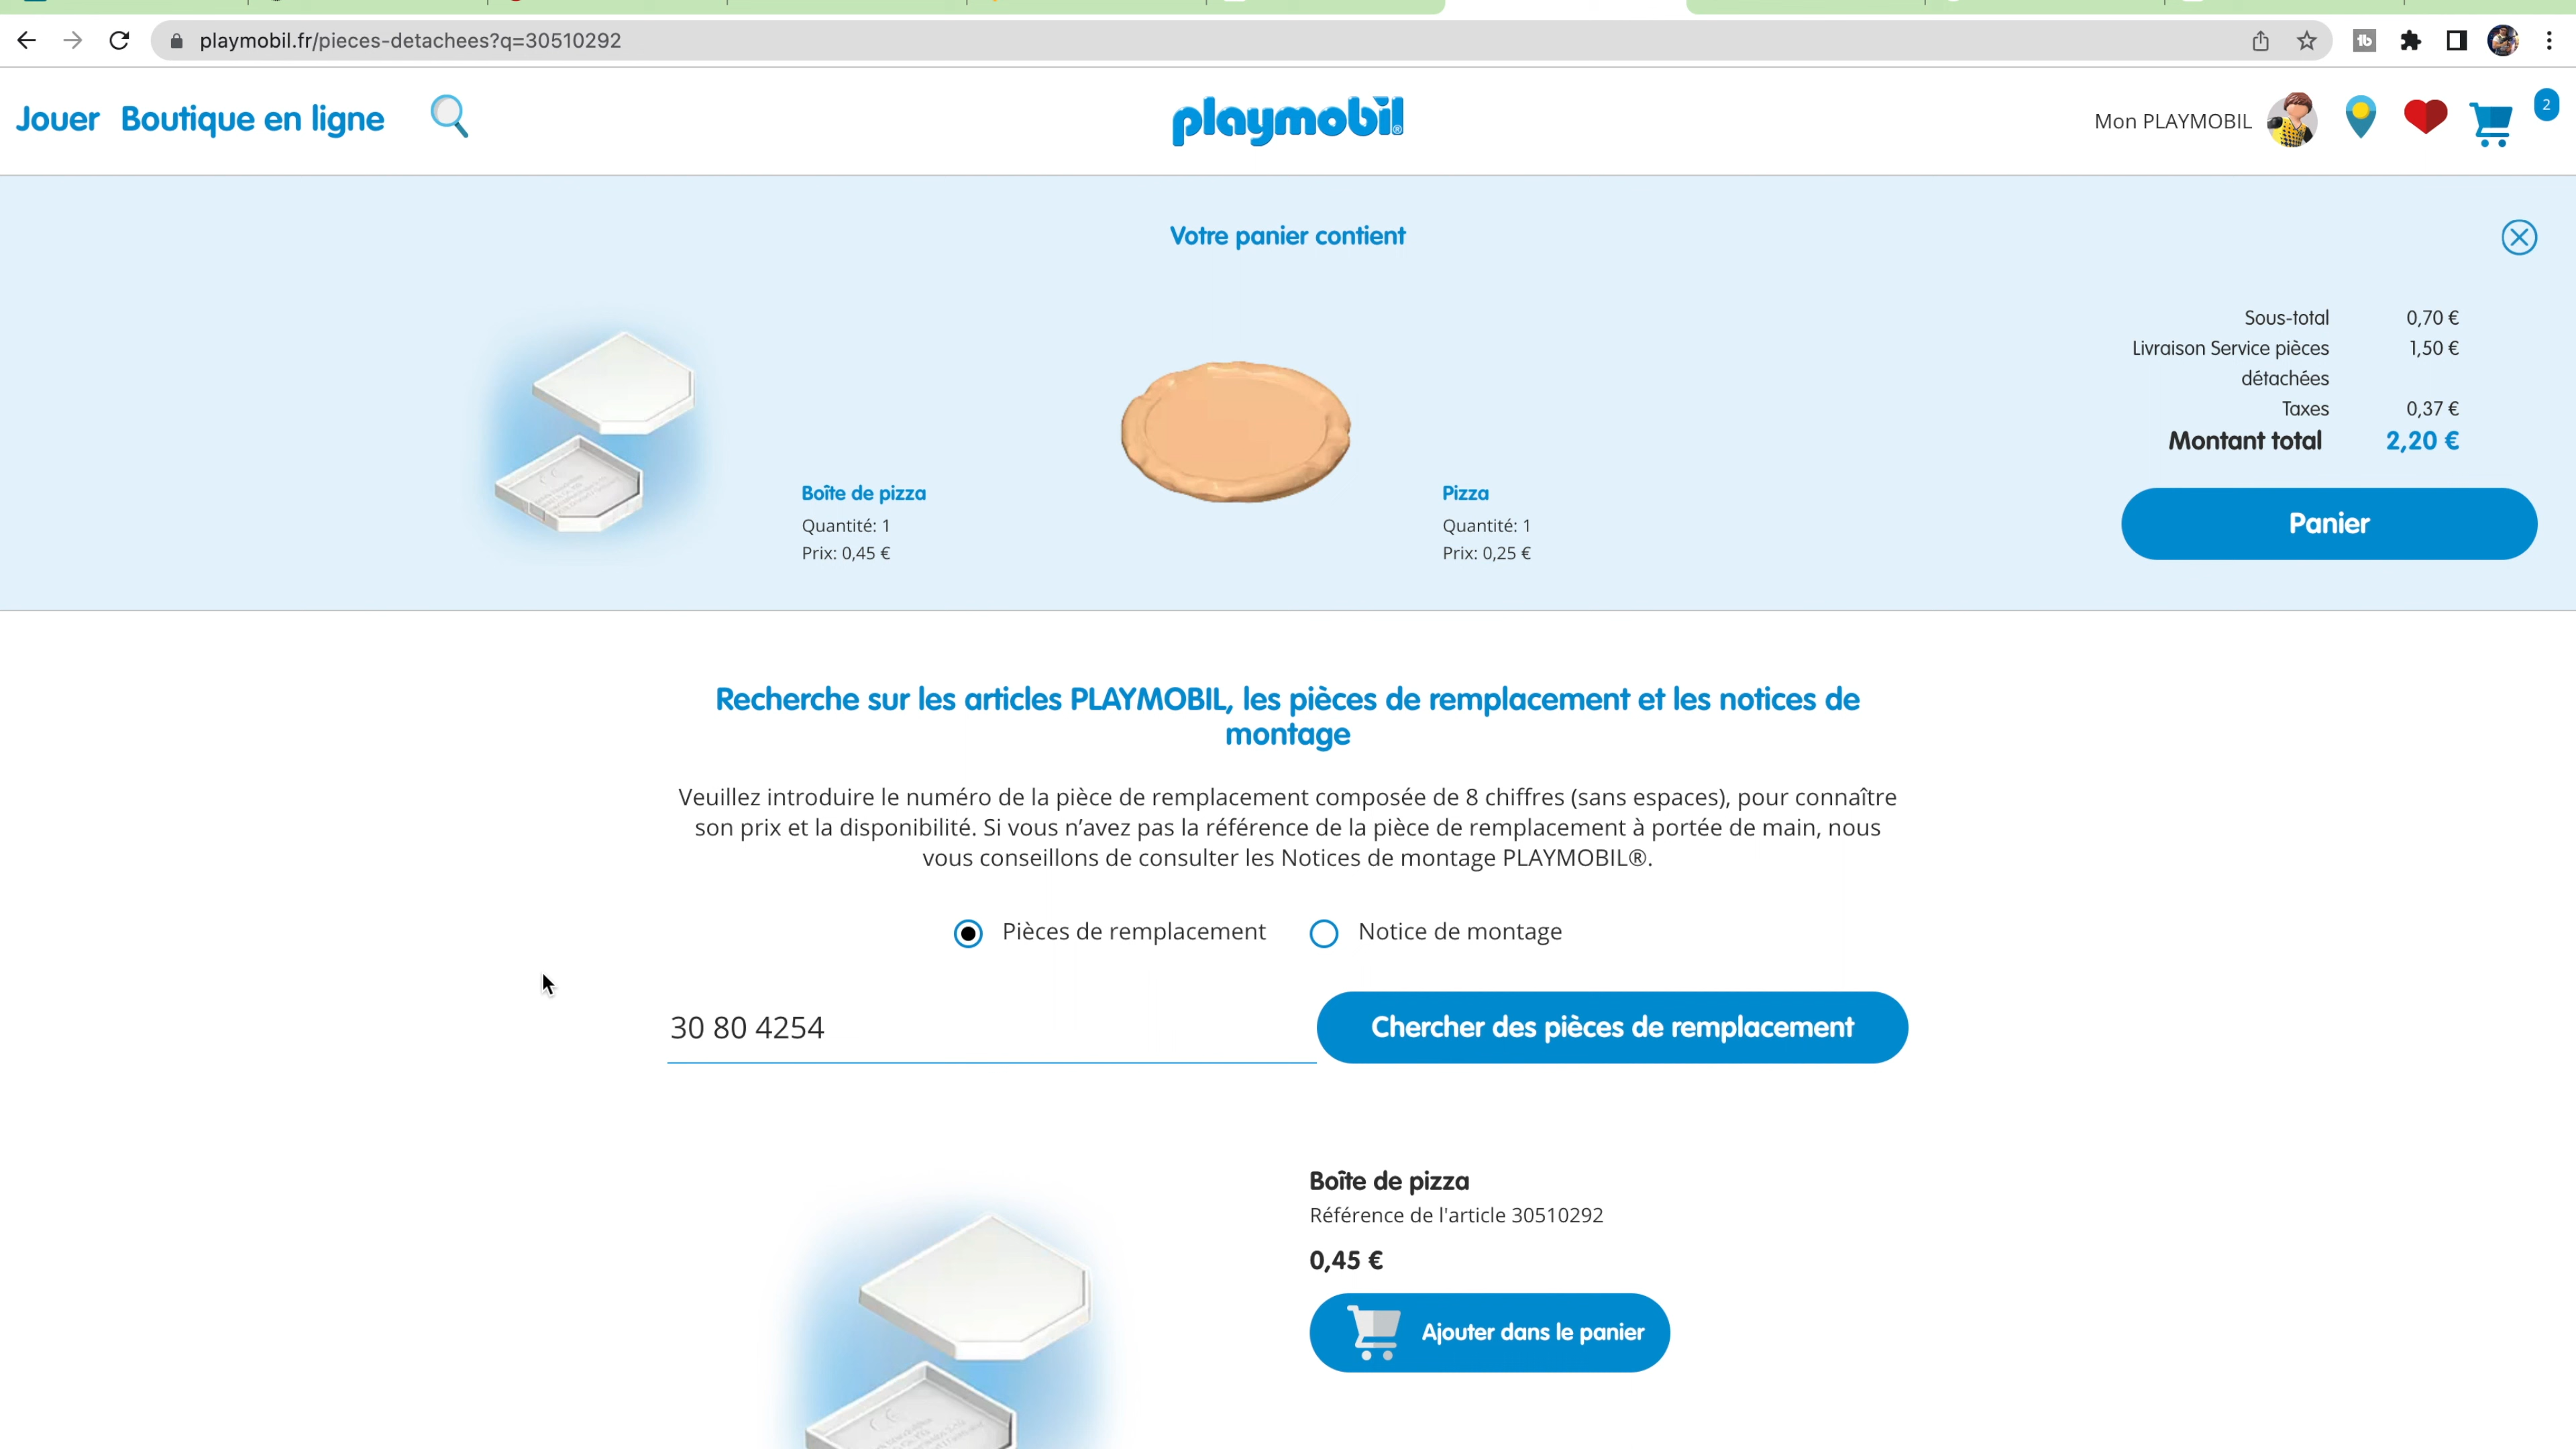 playmobil.fr/pieces-detachees?q=30510292
Jouer Boutique en ligne
playmobil®
Mon PLAYMOBIL
2
Votre panier contient
Boîte de pizza
Quantité: 1
Prix: 0,45 €
Pizza
Quantité: 1
Prix: 0,25 €
Sous-total 0,70 €
Livraison Service pièces 1,50 €
détachées
Taxes 0,37 €
Montant total 2,20 €
Panier
Recherche sur les articles PLAYMOBIL, les pièces de remplacement et les notices de
montage
Veuillez introduire le numéro de la pièce de remplacement composée de 8 chiffres (sans espaces), pour connaître
son prix et la disponibilité. Si vous n’avez pas la référence de la pièce de remplacement à portée de main, nous
vous conseillons de consulter les Notices de montage PLAYMOBIL®.
Pièces de remplacement Notice de montage
30 80 4254
Chercher des pièces de remplacement
Boîte de pizza
Référence de l'article 30510292
0,45 €
Ajouter dans le panier